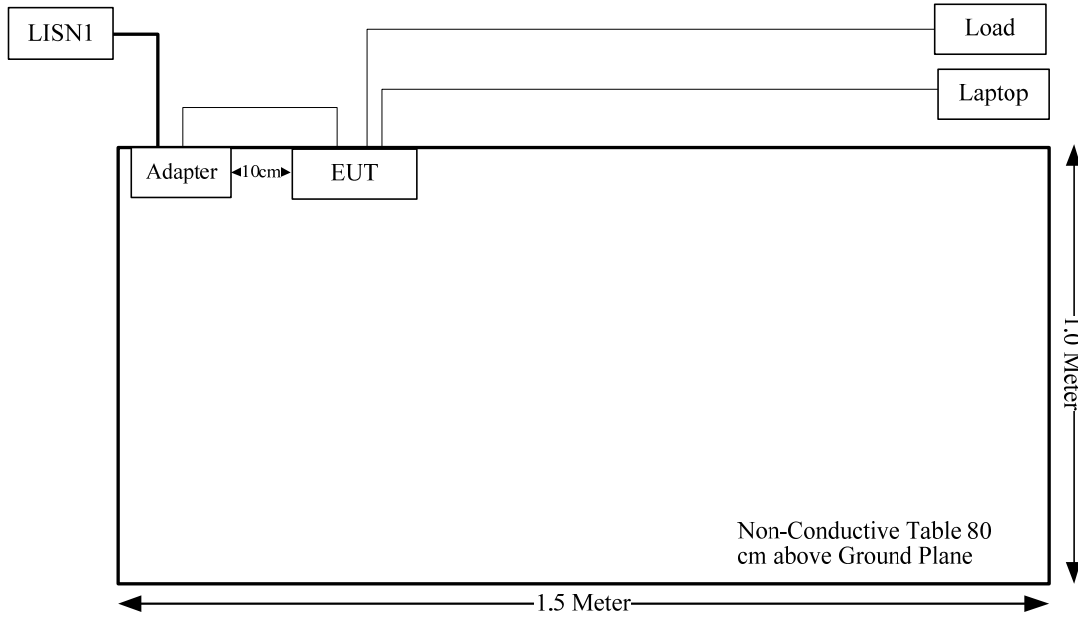 LISN1
Load
Laptop
Adapter
10cm
EUT
1.0 Meter
Non-Conductive Table 80
cm above Ground Plane
1.5 Meter